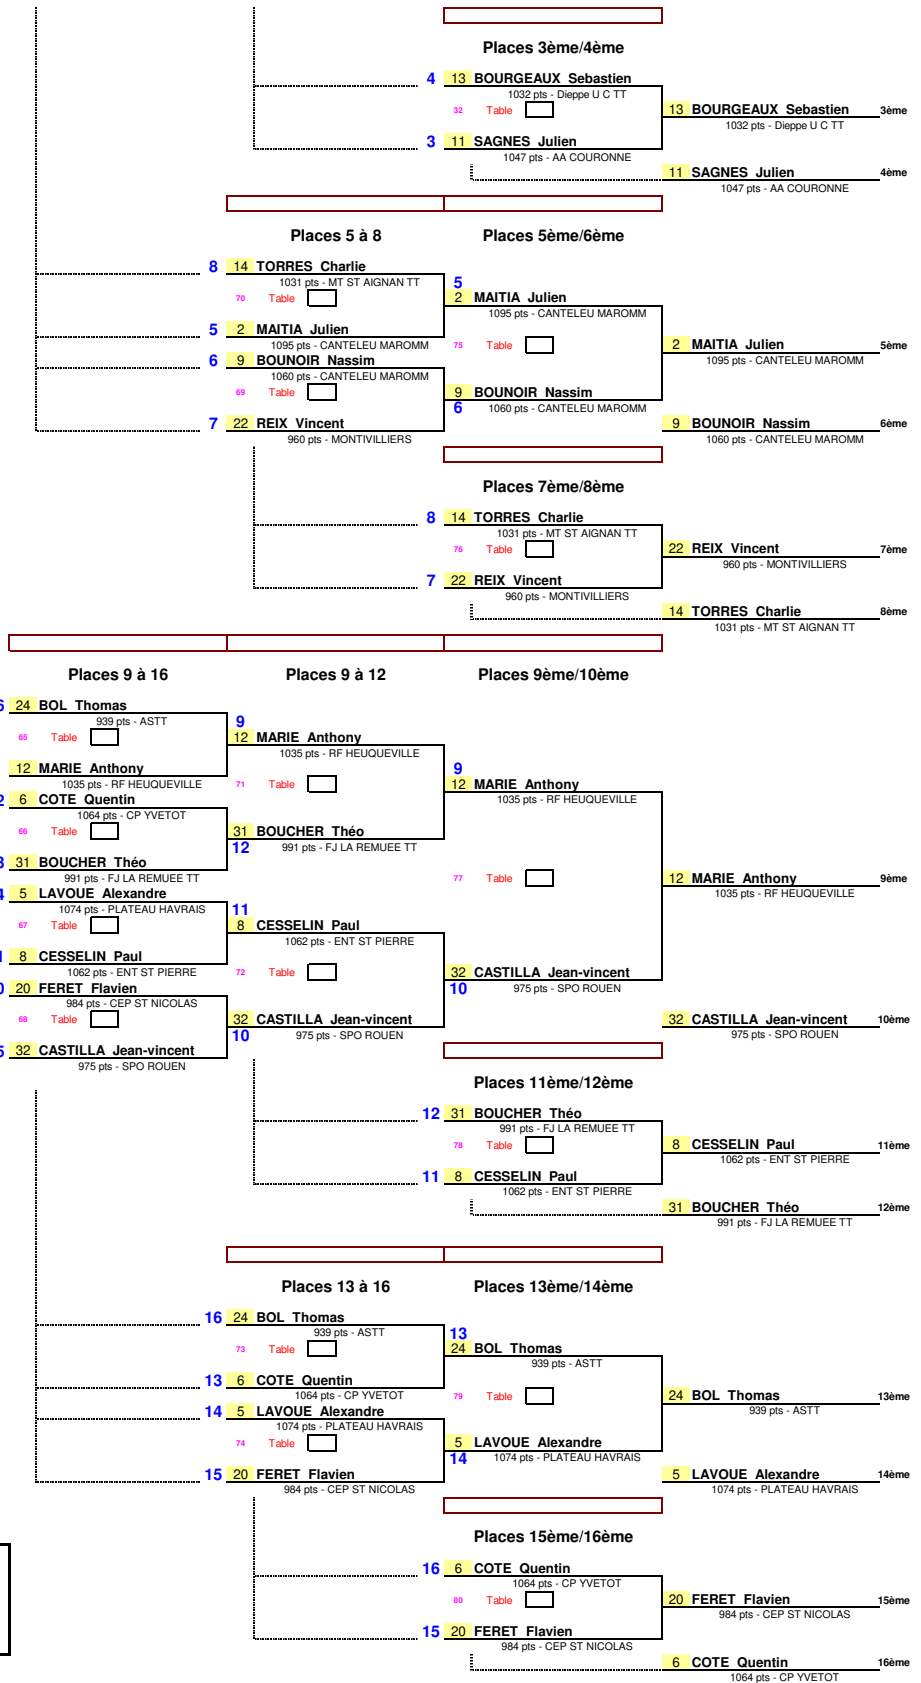 Places 3ème/4ème
4 13 BOURGEAUX Sebastien
1032 pts - Dieppe U C TT
32 Table
13 BOURGEAUX Sebastien 3ème
1032 pts - Dieppe U C TT
3 11 SAGNES Julien
1047 pts - AA COURONNE
11 SAGNES Julien 4ème
1047 pts - AA COURONNE
Places 5 à 8 Places 5ème/6ème
8 14 TORRES Charlie
1031 pts - MT ST AIGNAN TT
5
70 Table
2 MAITIA Julien
1095 pts - CANTELEU MAROMM
5 2 MAITIA Julien
1095 pts - CANTELEU MAROMM
75 Table
2 MAITIA Julien 5ème
1095 pts - CANTELEU MAROMM
6 9 BOUNOIR Nassim
1060 pts - CANTELEU MAROMM
69 Table
9 BOUNOIR Nassim
6 1060 pts - CANTELEU MAROMM
7 22 REIX Vincent
960 pts - MONTIVILLIERS
9 BOUNOIR Nassim 6ème
1060 pts - CANTELEU MAROMM
Places 7ème/8ème
8 14 TORRES Charlie
1031 pts - MT ST AIGNAN TT
76 Table
22 REIX Vincent 7ème
960 pts - MONTIVILLIERS
7 22 REIX Vincent
960 pts - MONTIVILLIERS
14 TORRES Charlie 8ème
1031 pts - MT ST AIGNAN TT
Places 9 à 16 Places 9 à 12 Places 9ème/10ème
24 BOL Thomas
939 pts - ASTT
9
65 Table
12 MARIE Anthony
1035 pts - RF HEUQUEVILLE
12 MARIE Anthony
1035 pts - RF HEUQUEVILLE
9
71 Table
12 MARIE Anthony
1035 pts - RF HEUQUEVILLE
6 COTE Quentin
1064 pts - CP YVETOT
66 Table
31 BOUCHER Théo
12 991 pts - FJ LA REMUEE TT
31 BOUCHER Théo
991 pts - FJ LA REMUEE TT
77 Table
12 MARIE Anthony 9ème
1035 pts - RF HEUQUEVILLE
5 LAVOUE Alexandre
1074 pts - PLATEAU HAVRAIS
11
67 Table
8 CESSELIN Paul
1062 pts - ENT ST PIERRE
8 CESSELIN Paul
1062 pts - ENT ST PIERRE
72 Table
32 CASTILLA Jean-vincent
10 975 pts - SPO ROUEN
20 FERET Flavien
984 pts - CEP ST NICOLAS
68 Table
32 CASTILLA Jean-vincent
10 975 pts - SPO ROUEN
32 CASTILLA Jean-vincent 10ème
975 pts - SPO ROUEN
32 CASTILLA Jean-vincent
975 pts - SPO ROUEN
Places 11ème/12ème
12 31 BOUCHER Théo
991 pts - FJ LA REMUEE TT
78 Table
8 CESSELIN Paul 11ème
1062 pts - ENT ST PIERRE
11 8 CESSELIN Paul
1062 pts - ENT ST PIERRE
31 BOUCHER Théo 12ème
991 pts - FJ LA REMUEE TT
Places 13 à 16 Places 13ème/14ème
16 24 BOL Thomas
939 pts - ASTT
13
73 Table
24 BOL Thomas
939 pts - ASTT
13 6 COTE Quentin
1064 pts - CP YVETOT
79 Table
24 BOL Thomas 13ème
939 pts - ASTT
14 5 LAVOUE Alexandre
1074 pts - PLATEAU HAVRAIS
74 Table
5 LAVOUE Alexandre
14 1074 pts - PLATEAU HAVRAIS
15 20 FERET Flavien
984 pts - CEP ST NICOLAS
5 LAVOUE Alexandre 14ème
1074 pts - PLATEAU HAVRAIS
Places 15ème/16ème
16 6 COTE Quentin
1064 pts - CP YVETOT
80 Table
20 FERET Flavien 15ème
984 pts - CEP ST NICOLAS
15 20 FERET Flavien
984 pts - CEP ST NICOLAS
6 COTE Quentin 16ème
1064 pts - CP YVETOT